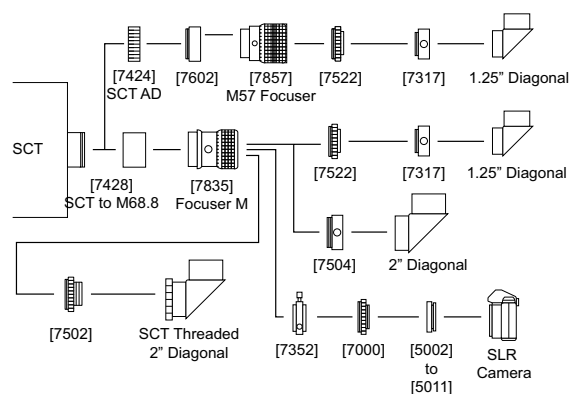 [7424]
SCT AD
[7602]
[7857]
M57 Focuser
[7522]
[7317]
1.25” Diagonal
SCT
[7428]
SCT to M68.8
[7835]
Focuser M
[7522]
[7317]
1.25” Diagonal
[7504]
2” Diagonal
[7502]
SCT Threaded
2” Diagonal
[7352]
[7000]
[5002]
to
[5011]
SLR
Camera